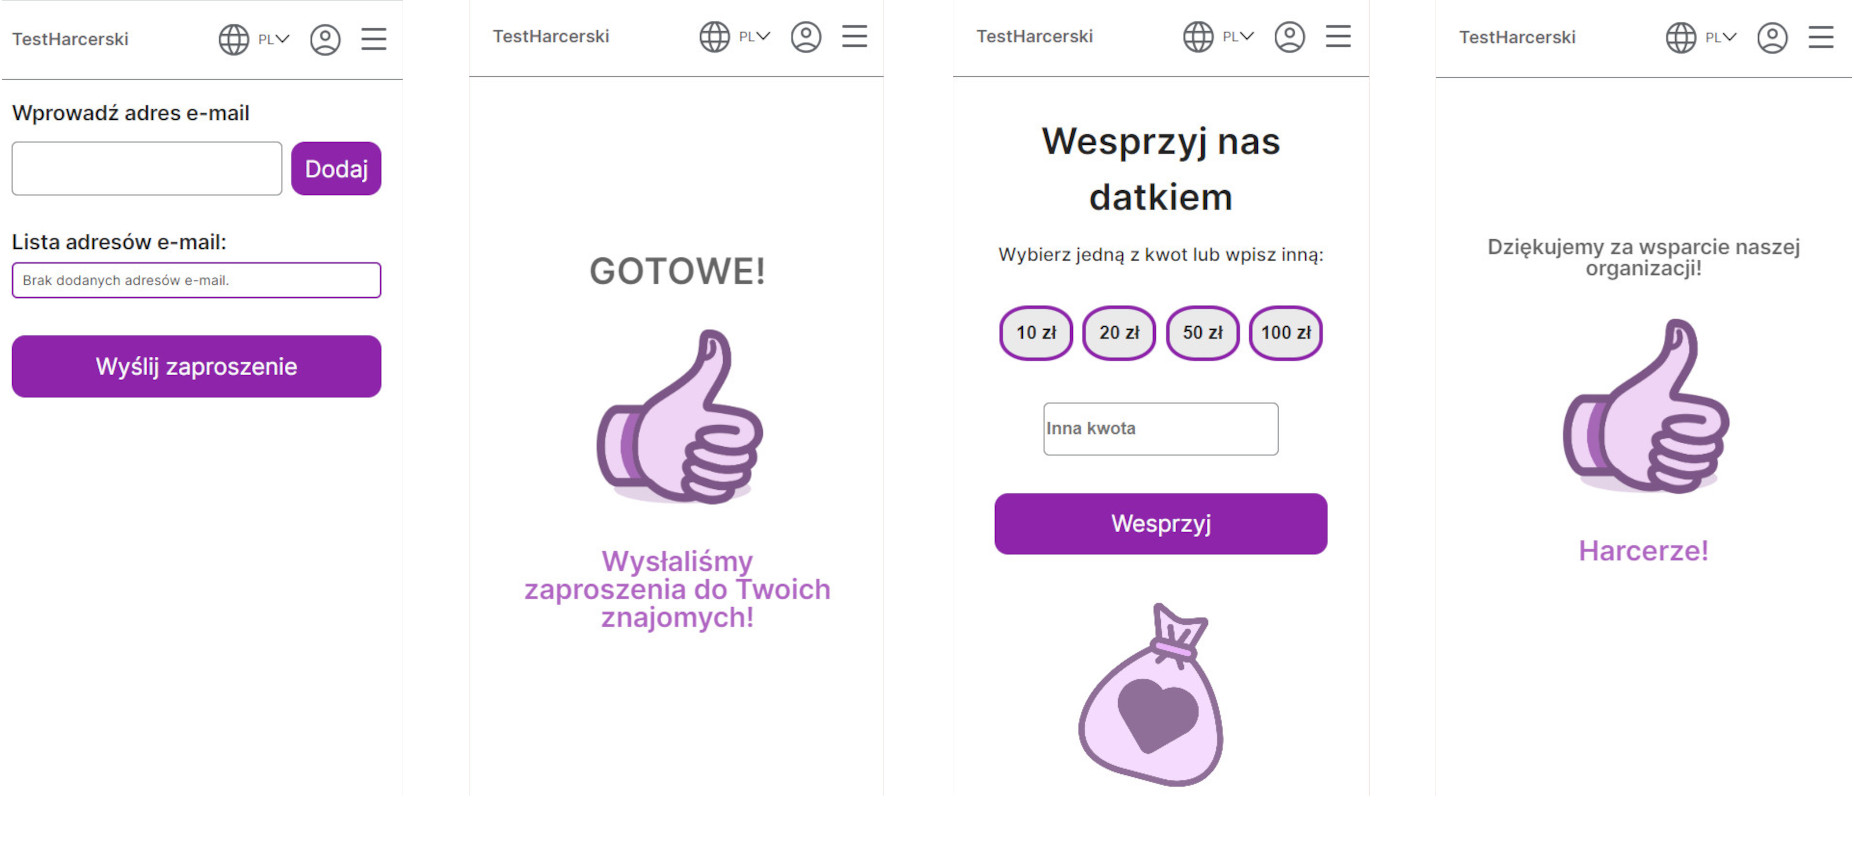 TestHarcerski
PL
Wprowadź adres e-mail
Dodaj
Lista adresów e-mail:
Brak dodanych adresów e-mail.
Wyślij zaproszenie
TestHarcerski
PL
GOTOWE!
Wysłaliśmy
zaproszenia do Twoich
znajomych!
TestHarcerski
PL
Wesprzyj nas
datkiem
Wybierz jedną z kwot lub wpisz inną:
10 zł
20 zł
50 zł
100 zł
Inna kwota
Wesprzyj
TestHarcerski
PL
Dziękujemy za wsparcie naszej
organizacji!
Harcerze!